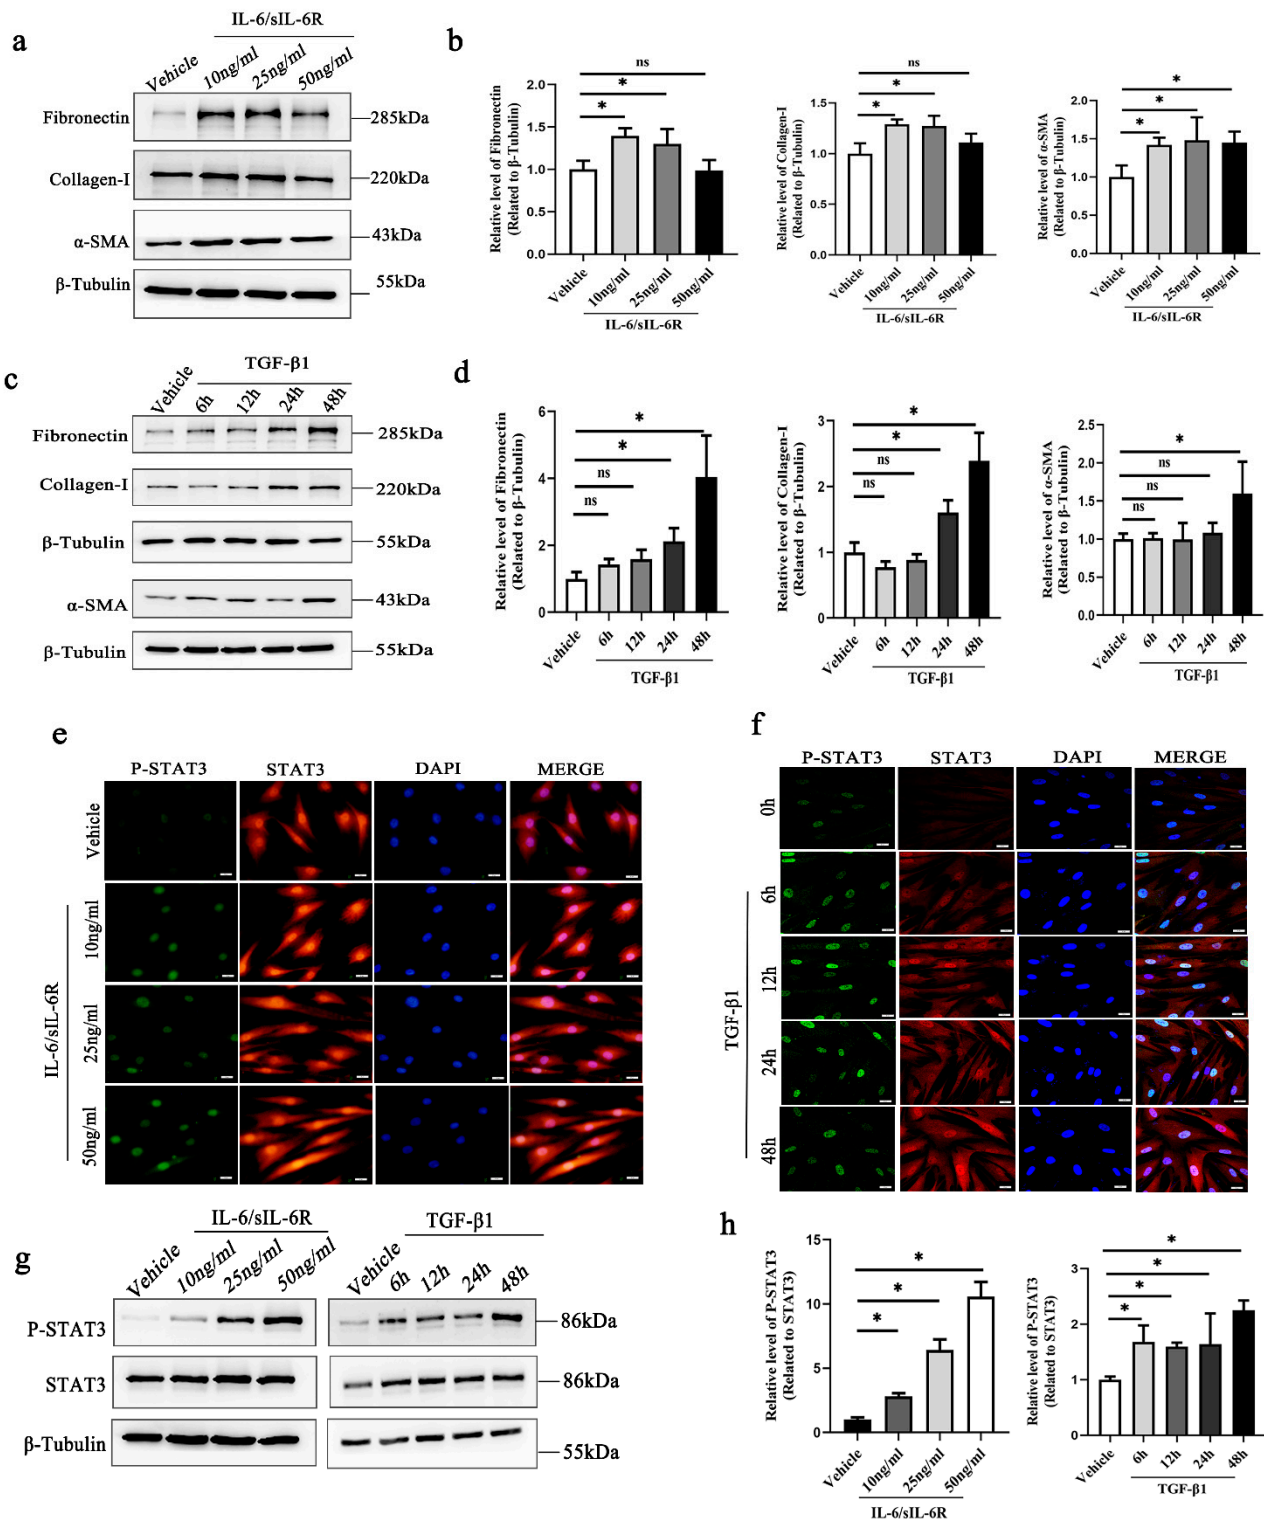 a
IL-6/sIL-6R
Vehicle
10ng/ml
25ng/ml
50ng/ml
Fibronectin
285kDa
Collagen-I
220kDa
α-SMA
43kDa
β-Tubulin
55kDa
b
Relative level of Fibronectin
(Related to β-Tubulin)
2.0
1.5
1.0
0.5
0.0
ns
*
*
Vehicle
10ng/ml
25ng/ml
50ng/ml
IL-6/sIL-6R
Relative level of Collagen-I
(Related to β-Tubulin)
1.5
1.0
0.5
0.0
ns
*
*
Vehicle
10ng/ml
25ng/ml
50ng/ml
IL-6/sIL-6R
Relative level of α-SMA
(Related to β-Tubulin)
2.0
1.5
1.0
0.5
0.0
*
*
*
Vehicle
10ng/ml
25ng/ml
50ng/ml
IL-6/sIL-6R
c
TGF-β1
Vehicle
6h
12h
24h
48h
Fibronectin
285kDa
Collagen-I
220kDa
β-Tubulin
55kDa
α-SMA
43kDa
β-Tubulin
55kDa
d
Relative level of Fibronectin
(Related to β-Tubulin)
6
4
2
0
*
*
ns
ns
Vehicle
6h
12h
24h
48h
TGF-β1
Relative level of Collagen-I
(Related to β-Tubulin)
3
2
1
0
*
*
ns
ns
Vehicle
6h
12h
24h
48h
TGF-β1
Relative level of α-SMA
(Related to β-Tubulin)
2.5
2.0
1.5
1.0
0.5
0.0
*
ns
ns
ns
Vehicle
6h
12h
24h
48h
TGF-β1
e
P-STAT3
STAT3
DAPI
MERGE
Vehicle
10ng/ml
25ng/ml
50ng/ml
IL-6/sIL-6R
f
P-STAT3
STAT3
DAPI
MERGE
0h
6h
12h
24h
48h
TGF-β1
g
IL-6/sIL-6R
Vehicle
10ng/ml
25ng/ml
50ng/ml
TGF-β1
Vehicle
6h
12h
24h
48h
P-STAT3
86kDa
STAT3
86kDa
β-Tubulin
55kDa
h
Relative level of P-STAT3
(Related to STAT3)
15
10
5
0
*
*
*
Vehicle
10ng/ml
25ng/ml
50ng/ml
IL-6/sIL-6R
Relative level of P-STAT3
(Related to STAT3)
3
2
1
0
*
*
*
*
Vehicle
6h
12h
24h
48h
TGF-β1